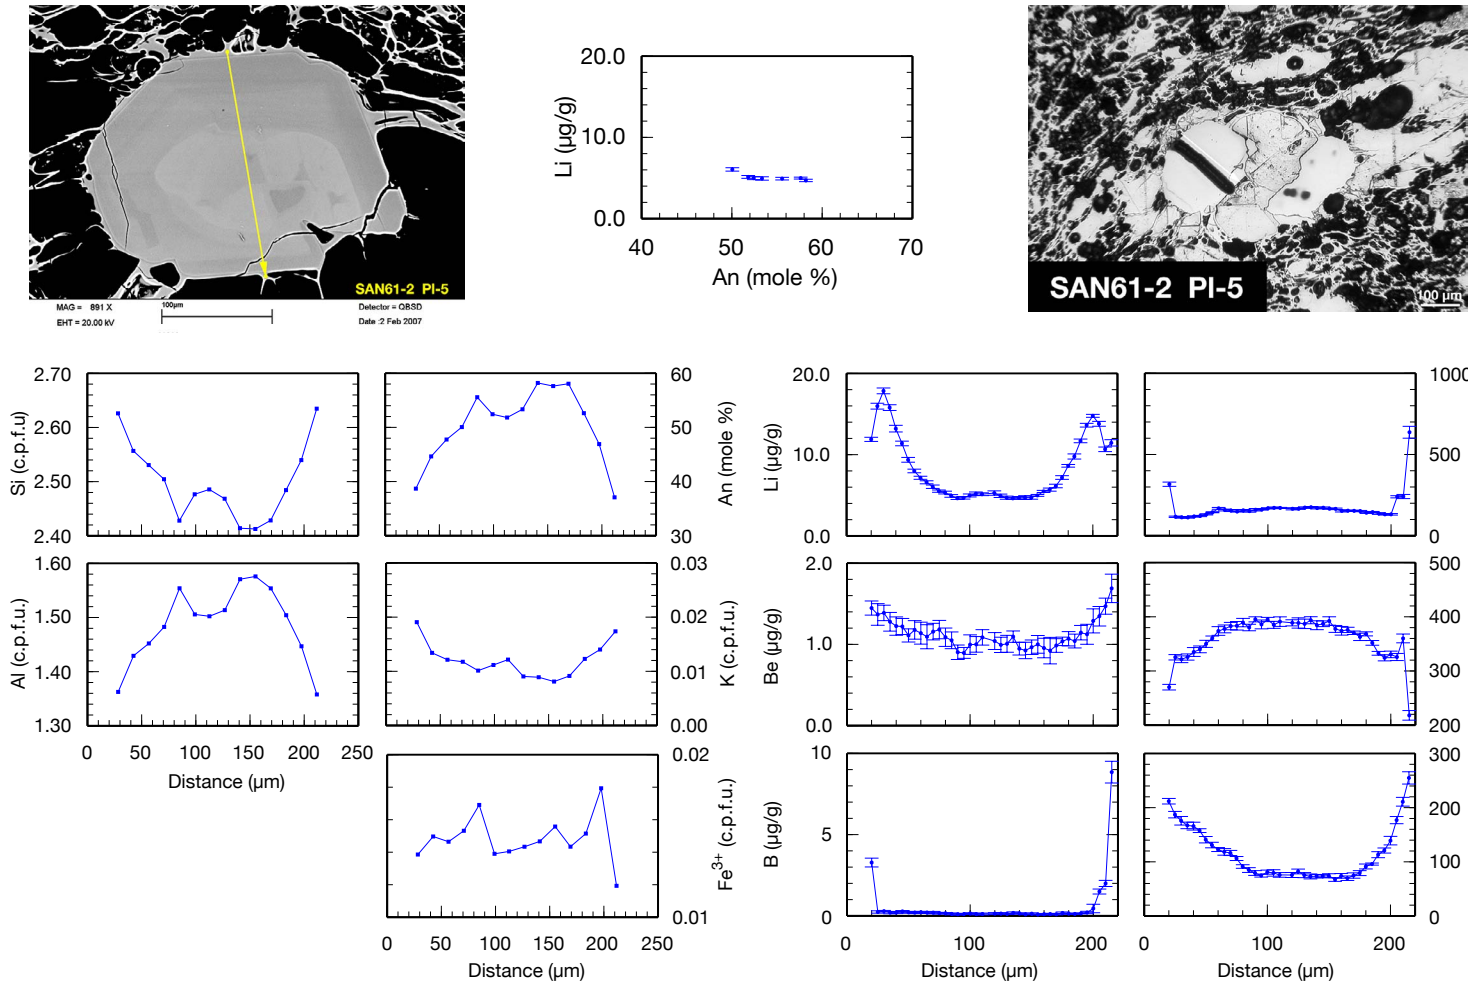 SAN61-2 PI-5
MAG = 891 X
100µm
Detector = QBSD
EHT = 20.00 kV
Date :2 Feb 2007
20.0
10.0
0.0
Li (µg/g)
40 50 60 70
An (mole %)
SAN61-2 PI-5
100 µm
2.70
2.60
2.50
2.40
Si (c.p.f.u)
60
50
40
30
An (mole %)
20.0
10.0
0.0
Li (µg/g)
1000
500
0
1.60
1.50
1.40
1.30
Al (c.p.f.u.)
0 50 100 150 200 250
Distance (µm)
0.03
0.02
0.01
0.00
K (c.p.f.u.)
2.0
1.0
0.0
Be (µg/g)
500
400
300
200
0.02
0.01
Fe3+ (c.p.f.u.)
0 50 100 150 200 250
Distance (µm)
10
5
0
B (µg/g)
0 100 200
Distance (µm)
300
200
100
0
0 100 200
Distance (µm)